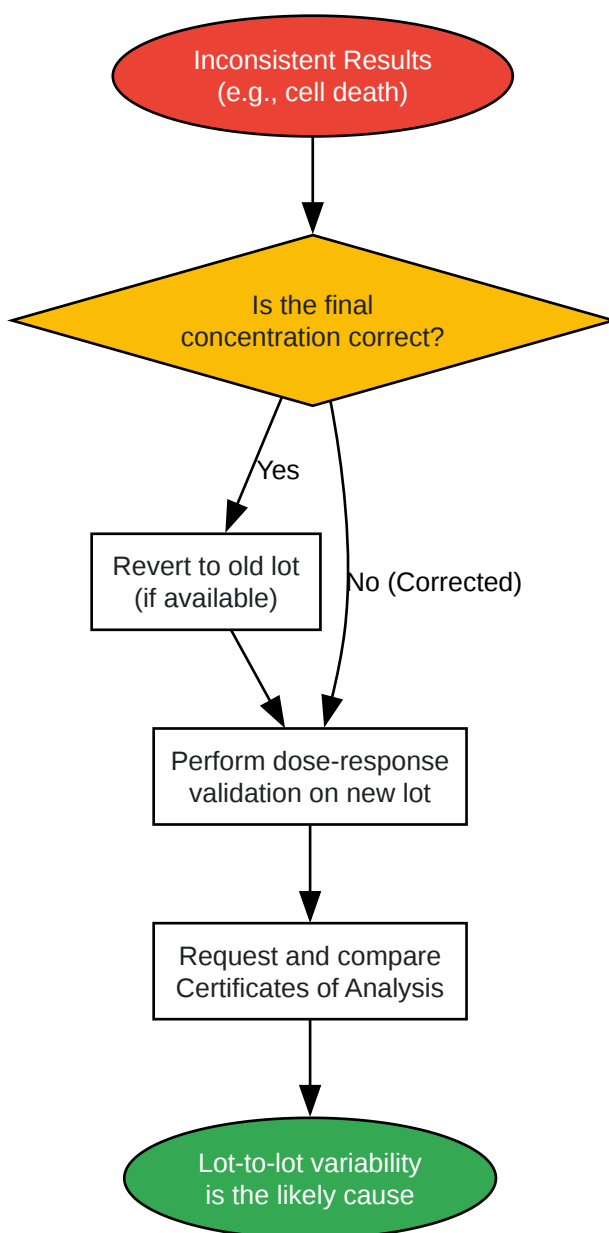 Inconsistent Results
(e.g., cell death)
Is the final
concentration correct?
Yes
Revert to old lot
(if available)
No (Corrected)
Perform dose-response
validation on new lot
Request and compare
Certificates of Analysis
Lot-to-lot variability
is the likely cause